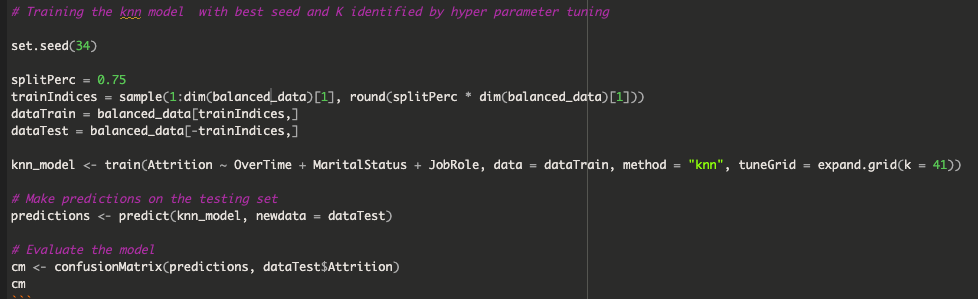 # Training the knn model  with best seed and K identified by hyper parameter tuning
set.seed(34)
splitPerc = 0.75
trainIndices = sample(1:dim(balanced_data)[1], round(splitPerc * dim(balanced_data)[1]))
dataTrain = balanced_data[trainIndices,]
dataTest = balanced_data[-trainIndices,]
knn_model <- train(Attrition ~ OverTime + MaritalStatus + JobRole, data = dataTrain, method = "knn", tuneGrid = expand.grid(k = 41))
# Make predictions on the testing set
predictions <- predict(knn_model, newdata = dataTest)
# Evaluate the model
cm <- confusionMatrix(predictions, dataTest$Attrition)
cm
```